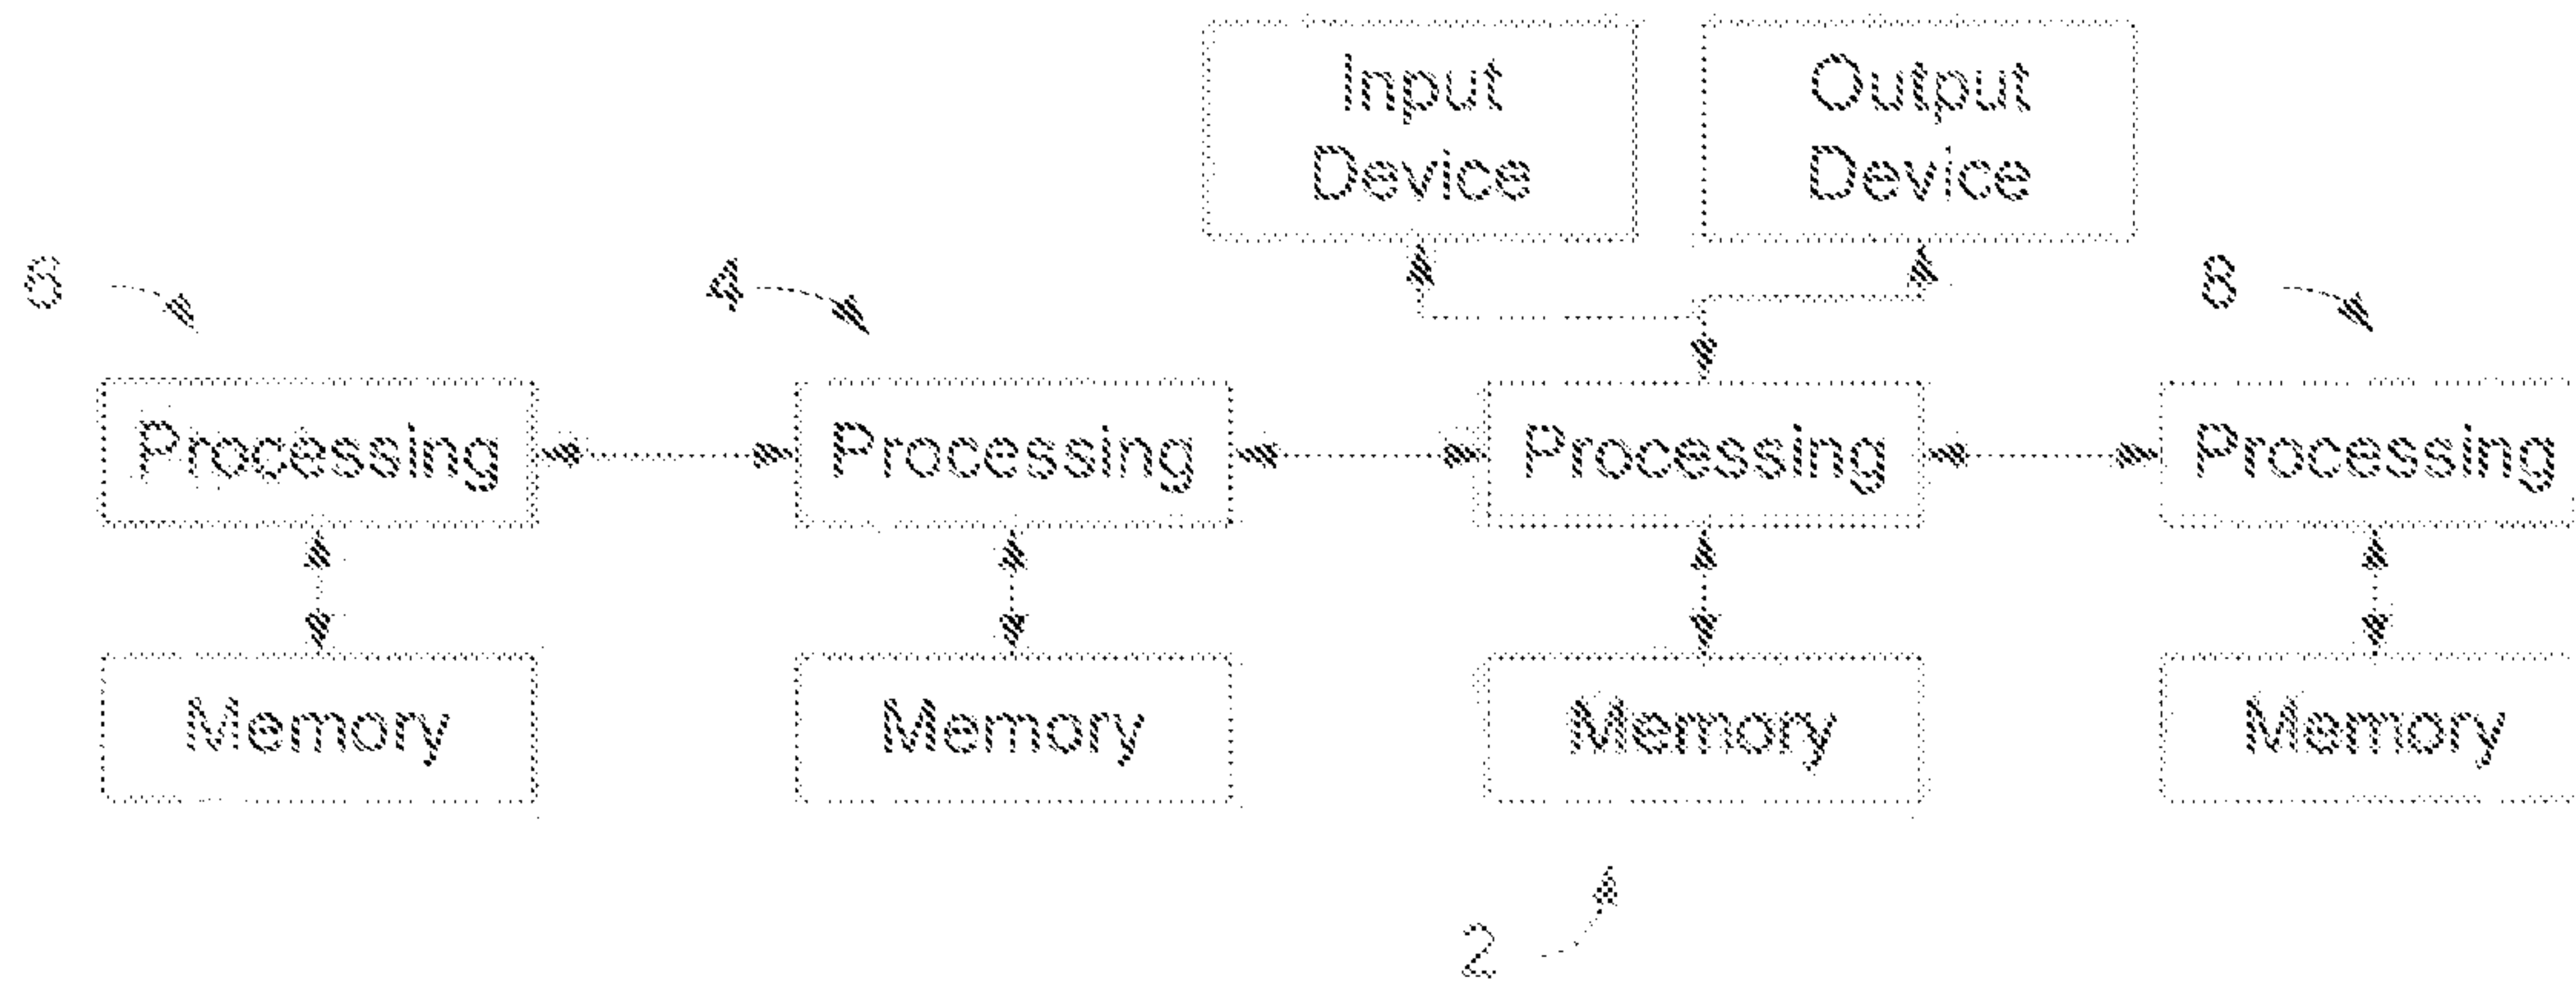 Input
Device
Output
Device
6
4
8
Processing
Processing
Processing
Processing
Memory
Memory
Memory
Memory
2